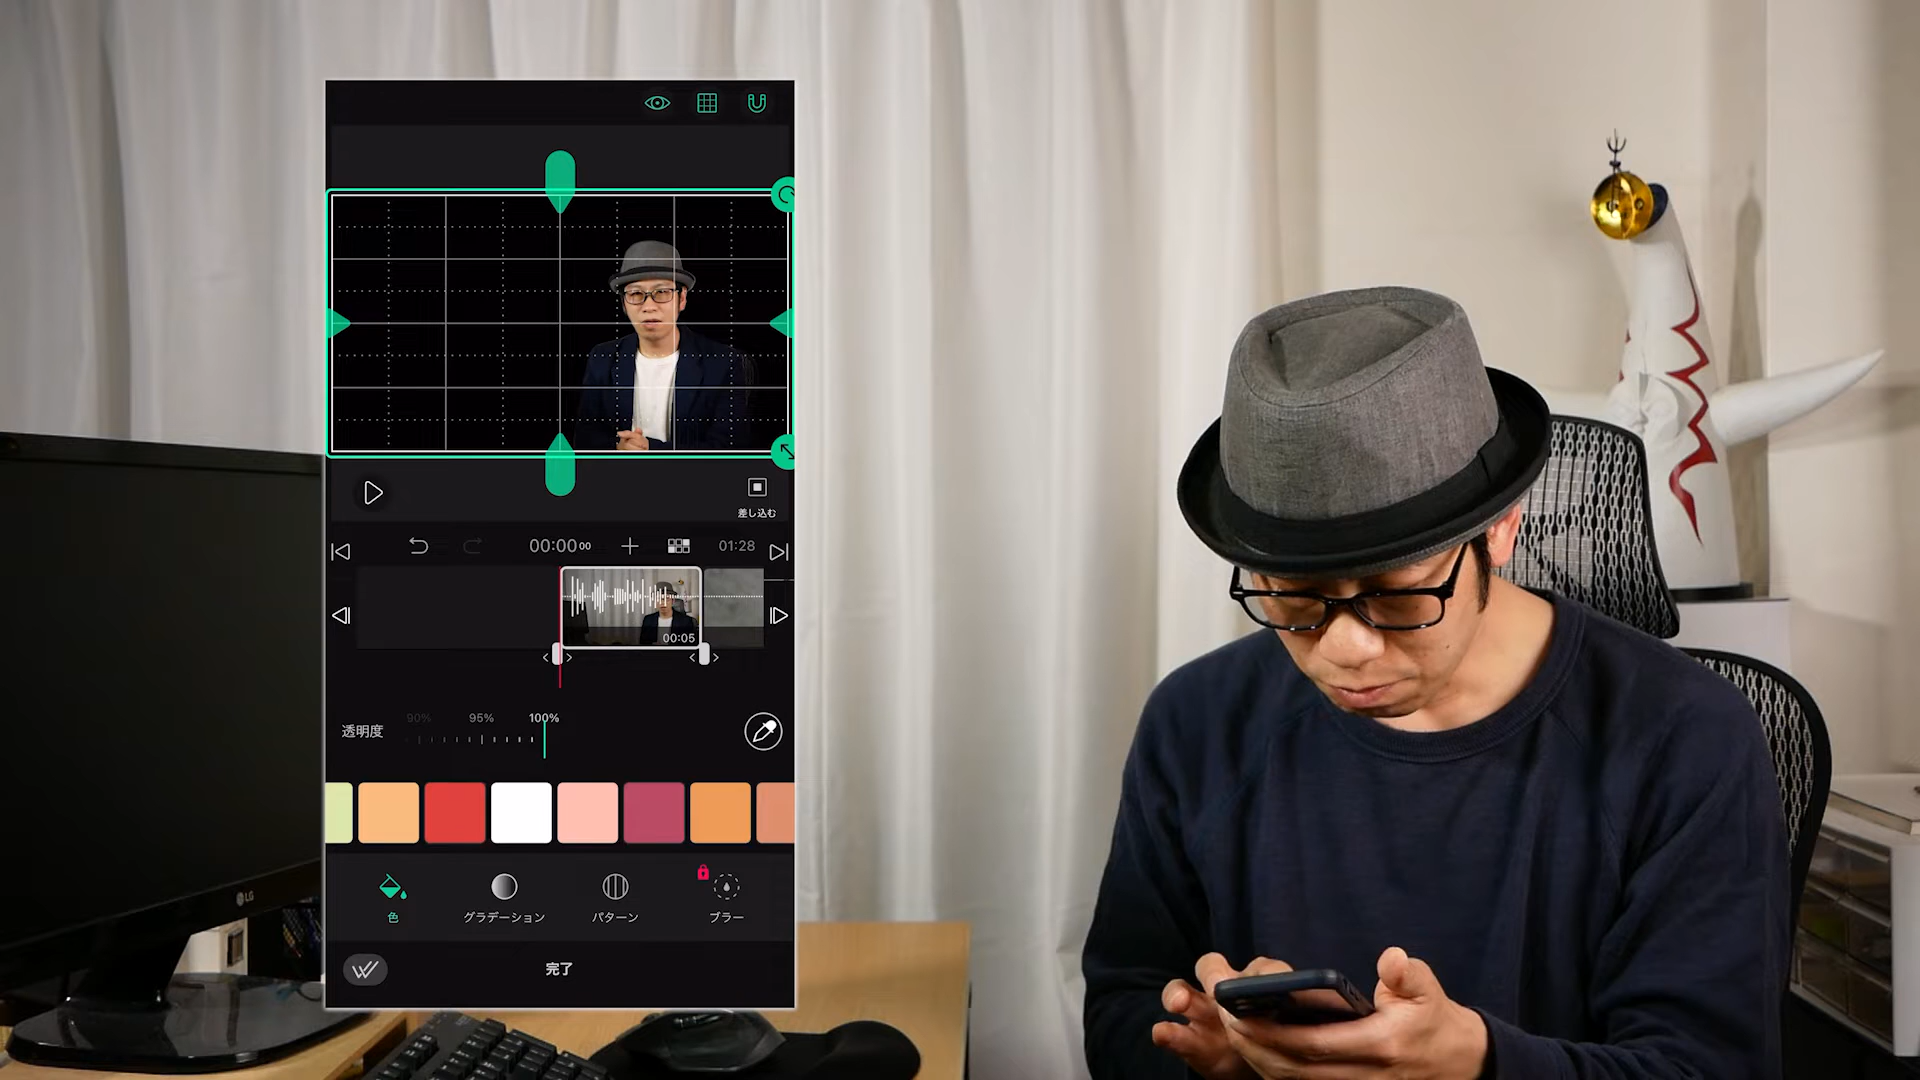 差し込む
00:00 00
01:28
00:05
透明度
90%
95%
100%
色
グラデーション
パターン
ブラー
完了
LG